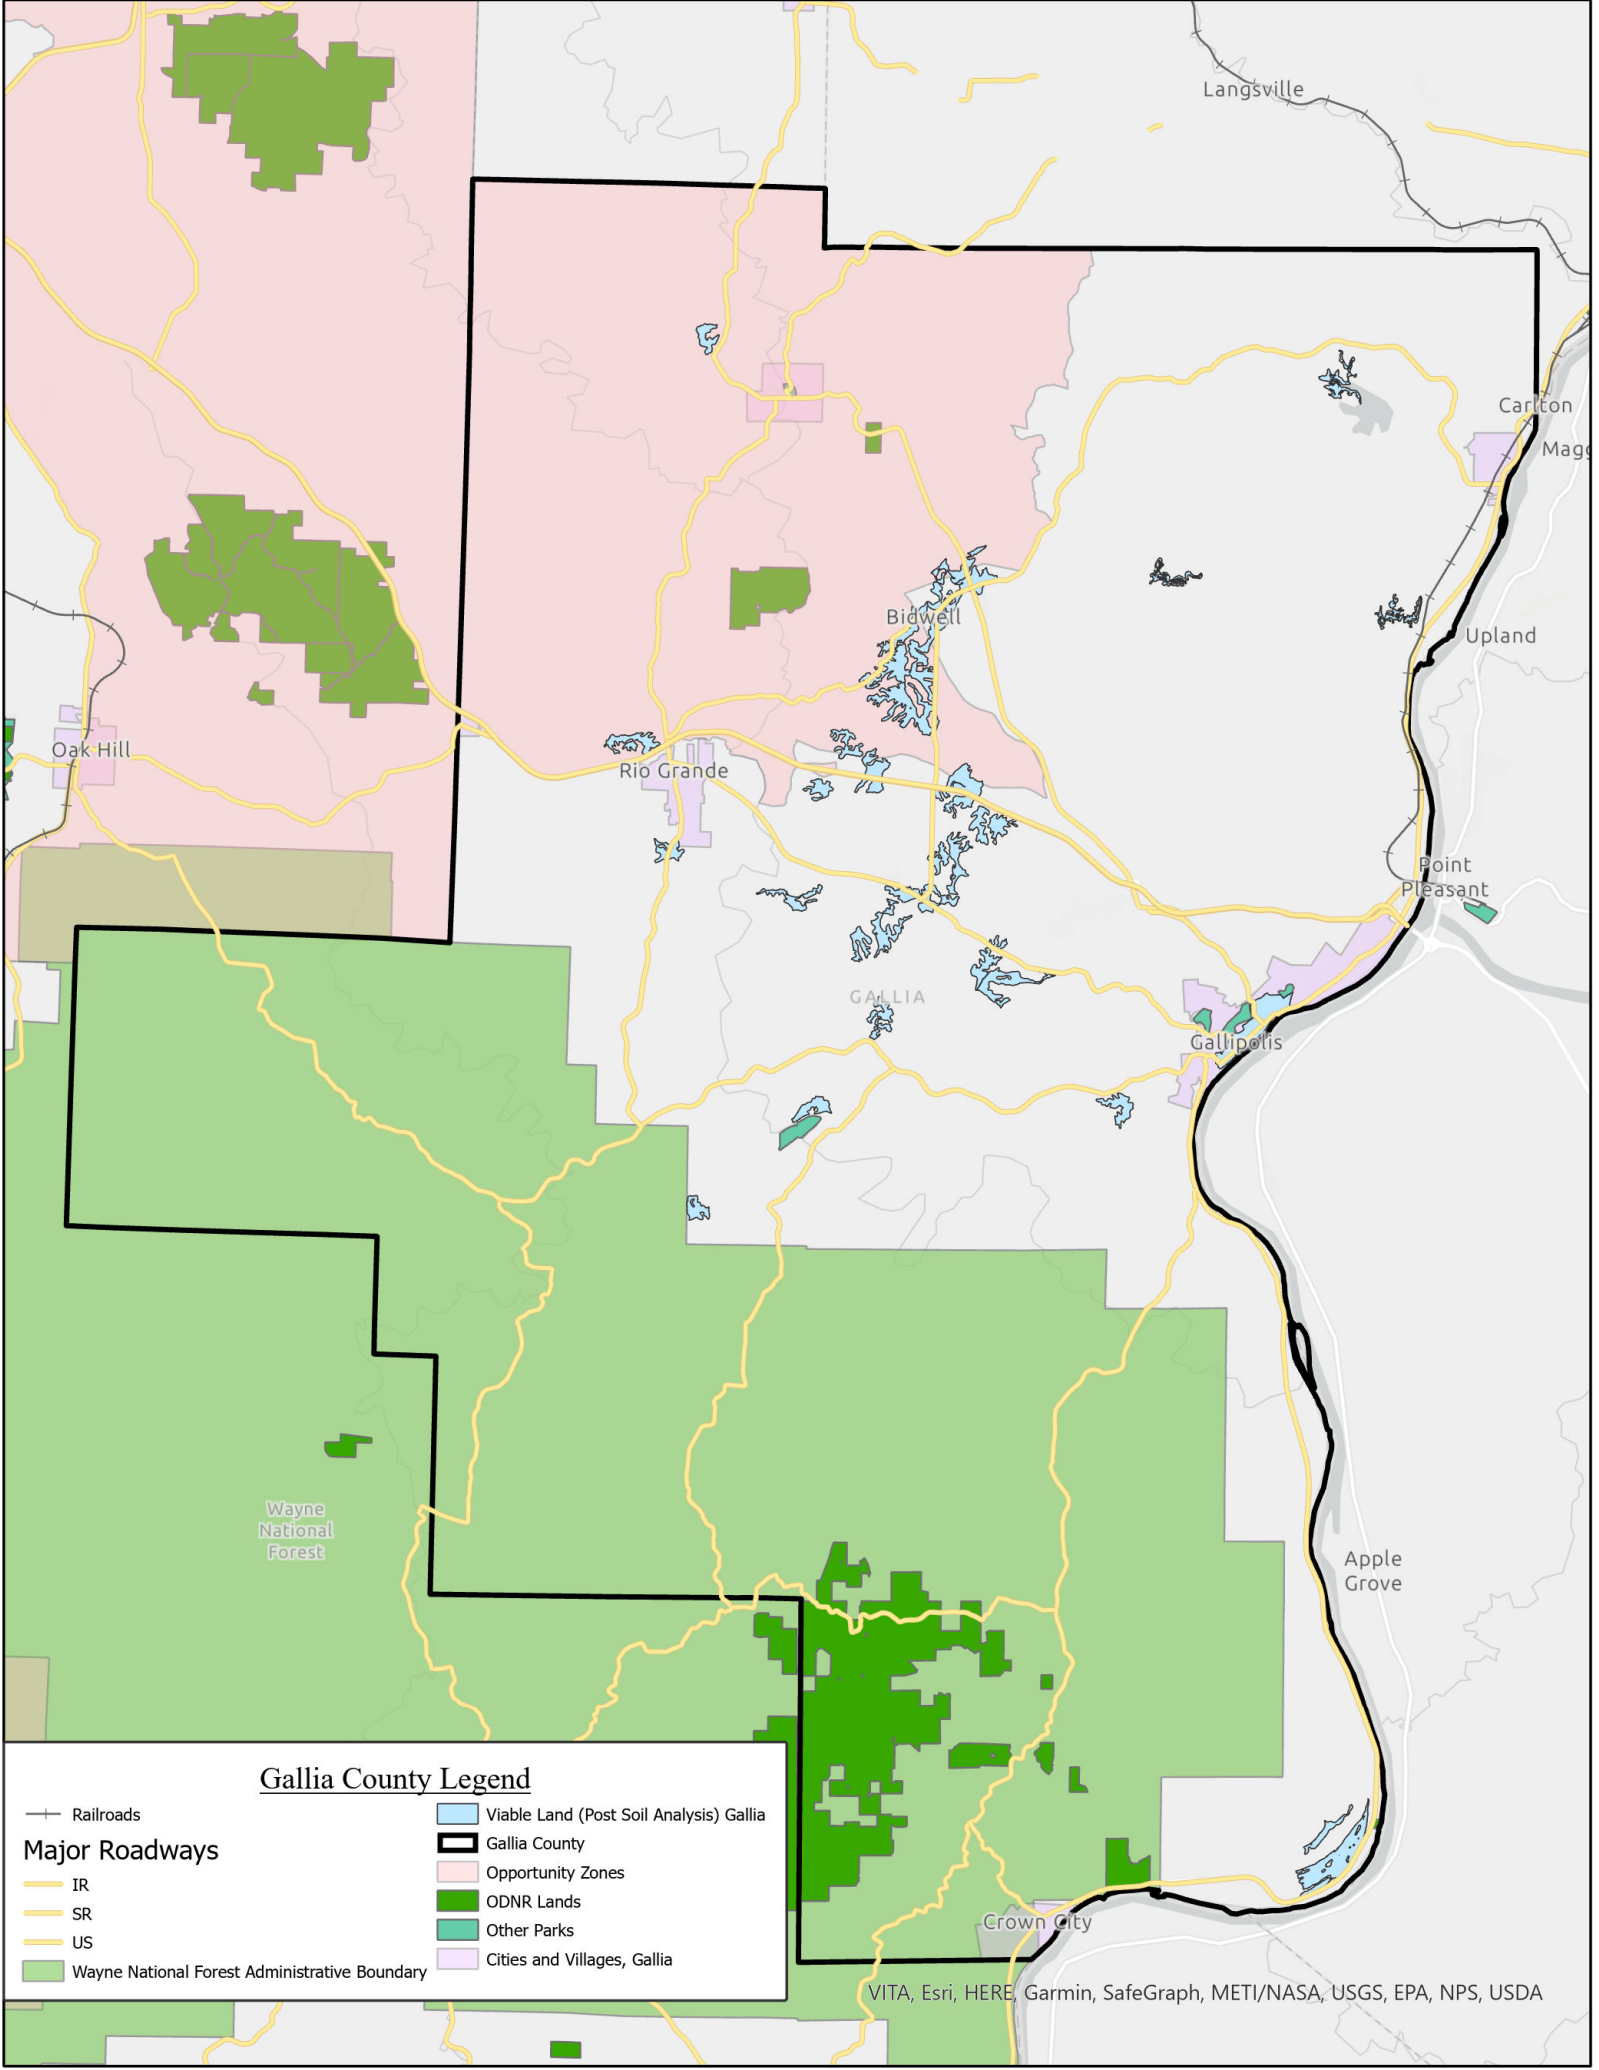 Langsville
Carlton
Upland
Bidwell
Oak Hill
Rio Grande
Point
Pleasant
GALLIA
Gallipolis
Wayne
National
Forest
Apple
Grove
Crown City
Gallia County Legend
Railroads
Major Roadways
IR
SR
US
Wayne National Forest Administrative Boundary
Viable Land (Post Soil Analysis) Gallia
Gallia County
Opportunity Zones
ODNR Lands
Other Parks
Cities and Villages, Gallia
VITA, Esri, HERE, Garmin, SafeGraph, METI/NASA, USGS, EPA, NPS, USDA